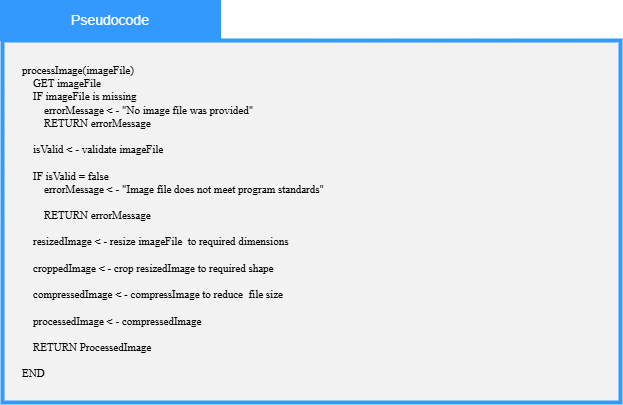 Pseudocode
processImage(imageFile)
GET imageFile
IF imageFile is missing
errorMessage < - "No image file was provided"
RETURN errorMessage
isValid < - validate imageFile
IF isValid = false
errorMessage < - "Image file does not meet program standards"
RETURN errorMessage
resizedImage < - resize imageFile  to required dimensions
croppedImage < - crop resizedImage to required shape
compressedImage < - compressImage to reduce  file size
processedImage < - compressedImage
RETURN ProcessedImage
END